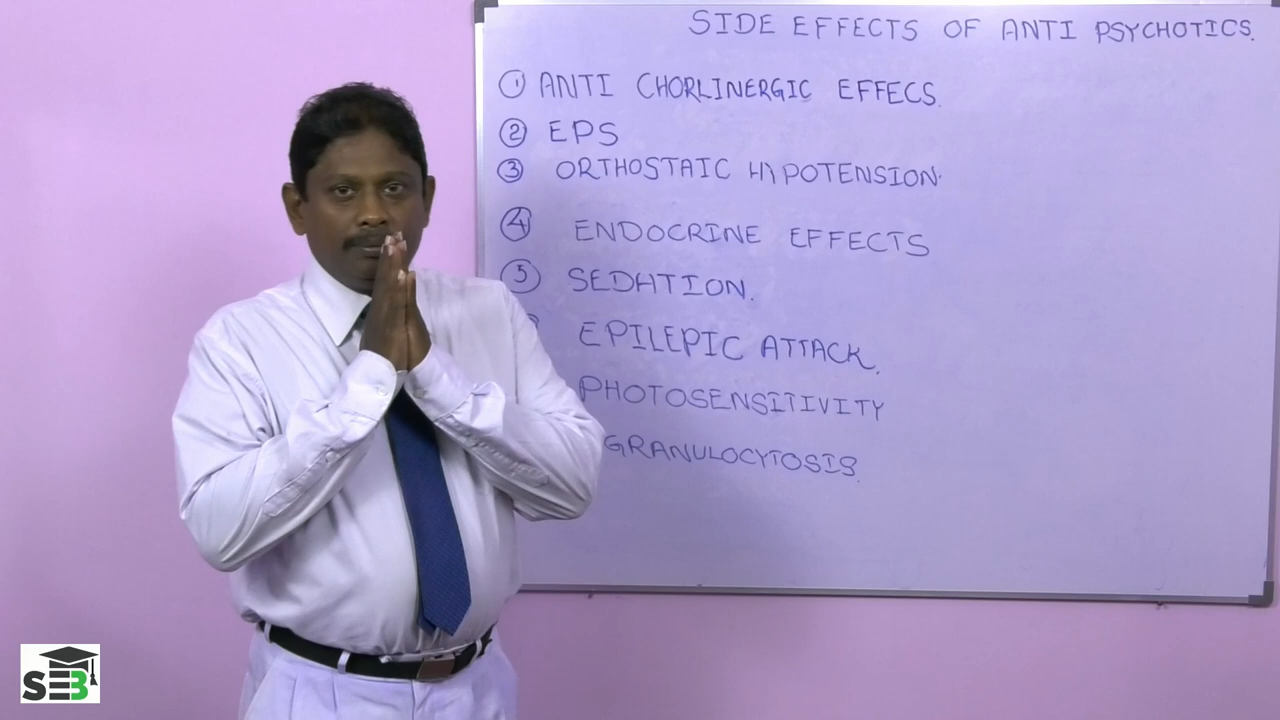 SIDE EFFECTS OF ANTI PSYCHOTICS.
① ANTI CHORLINERGIC EFFECS.
② EPS
③ ORTHOSTAIC HYPOTENSION.
④ ENDOCRINE EFFECTS
⑤ SEDATION.
EPILEPIC ATTACK.
PHOTOSENSITIVITY
GRANULOCYTOSIS
SEB